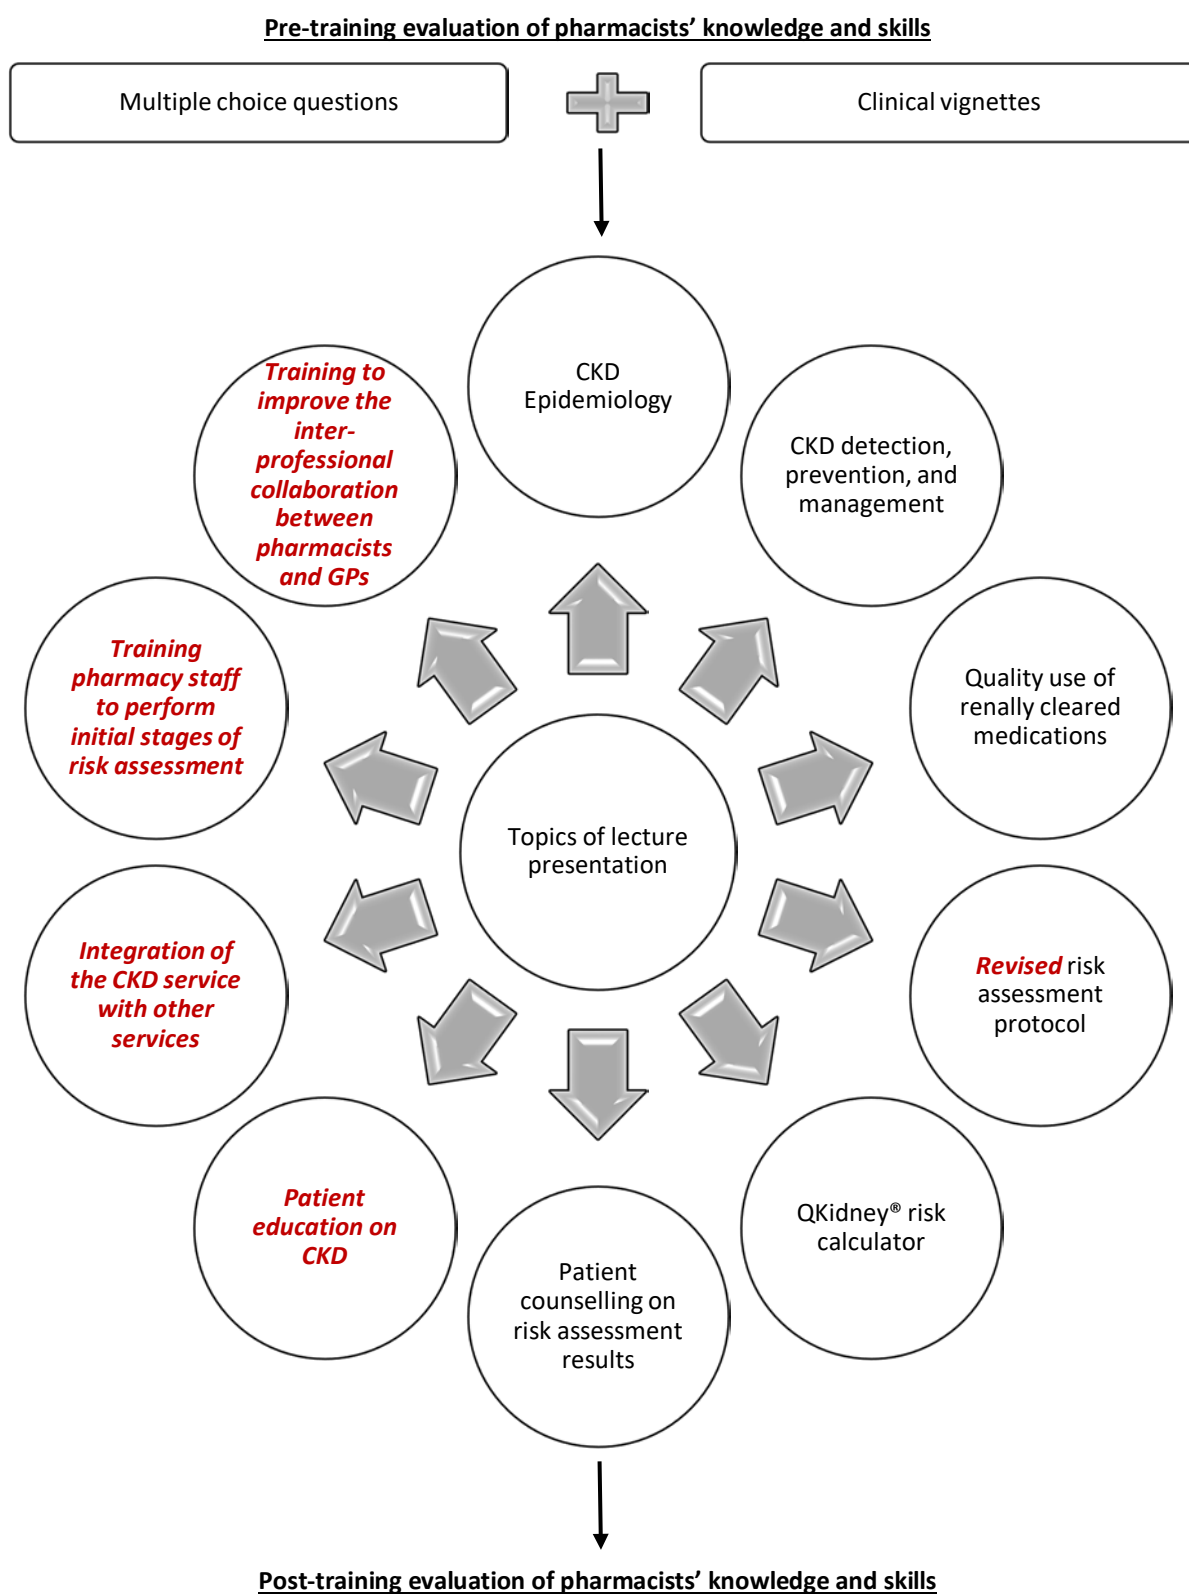 Pre-training evaluation of pharmacists’ knowledge and skills
Multiple choice questions
Clinical vignettes
CKD
Epidemiology
CKD detection,
prevention, and
management
Quality use of
renally cleared
medications
Revised risk
assessment
protocol
QKidney® risk
calculator
Patient
counselling on
risk assessment
results
Patient
education on
CKD
Integration of
the CKD service
with other
services
Training
pharmacy staff
to perform
initial stages of
risk assessment
Training to
improve the
inter-
professional
collaboration
between
pharmacists
and GPs
Topics of lecture
presentation
Post-training evaluation of pharmacists’ knowledge and skills